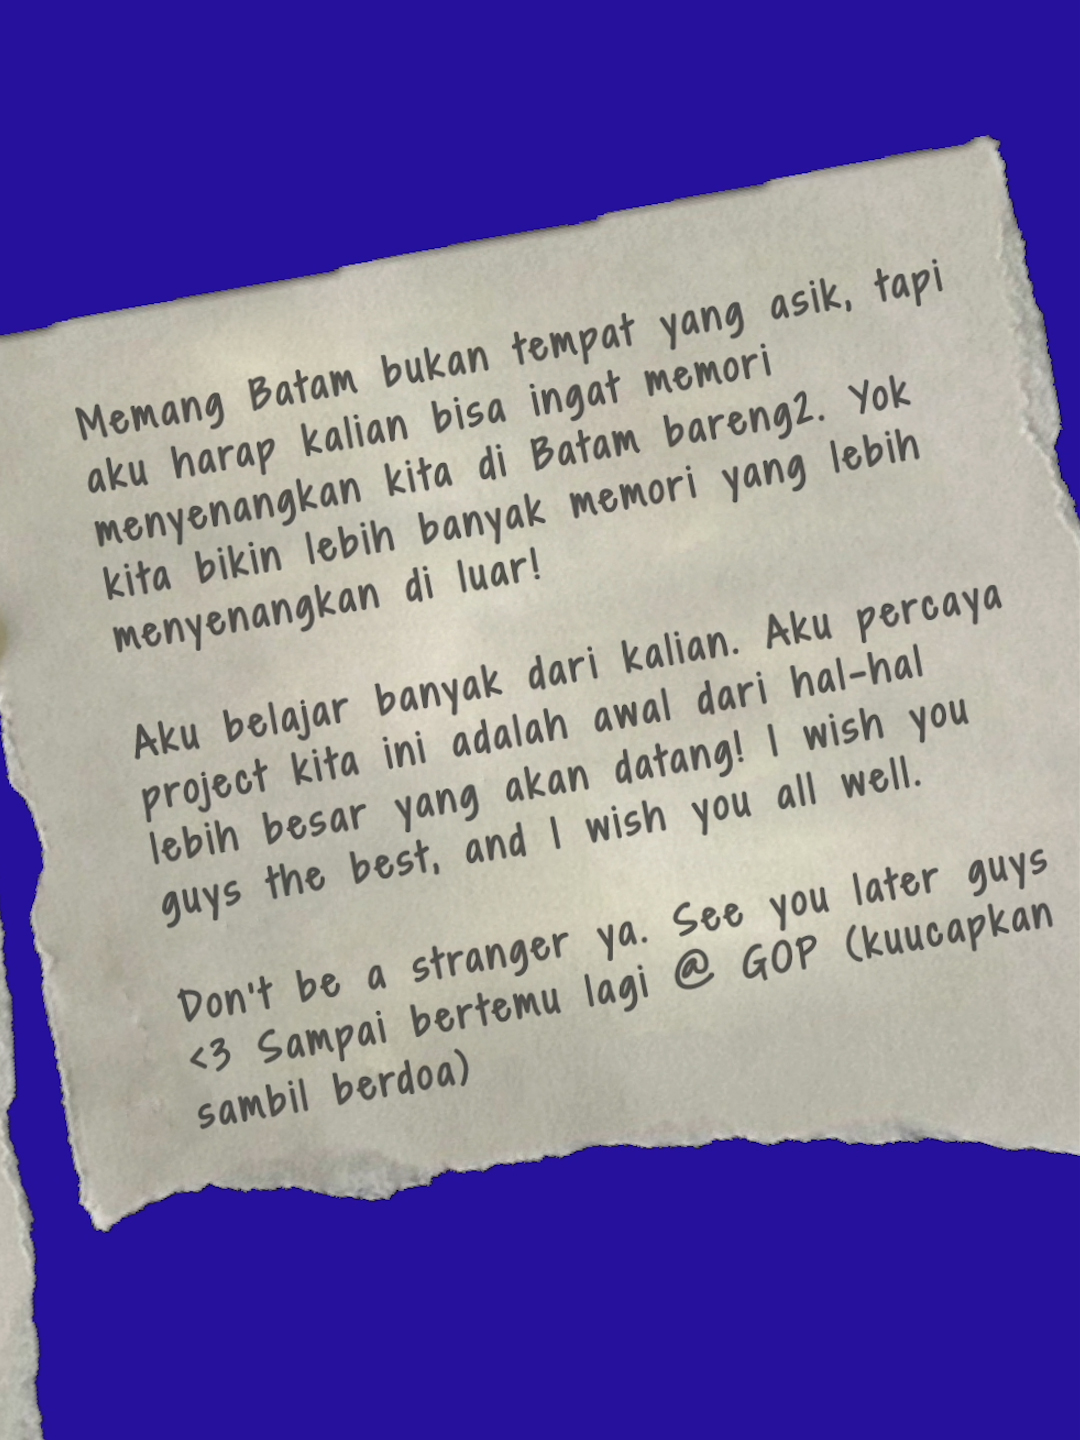 Memang Batam bukan tempat yang asik, tapi
aku harap kalian bisa ingat memori
menyenangkan kita di Batam bareng2. Yok
kita bikin lebih banyak memori yang lebih
menyenangkan di luar!
Aku belajar banyak dari kalian. Aku percaya
project kita ini adalah awal dari hal-hal
lebih besar yang akan datang! I wish you
guys the best, and I wish you all well.
Don't be a stranger ya. See you later guys
<3 Sampai bertemu lagi @ GOP (kuucapkan
sambil berdoa)